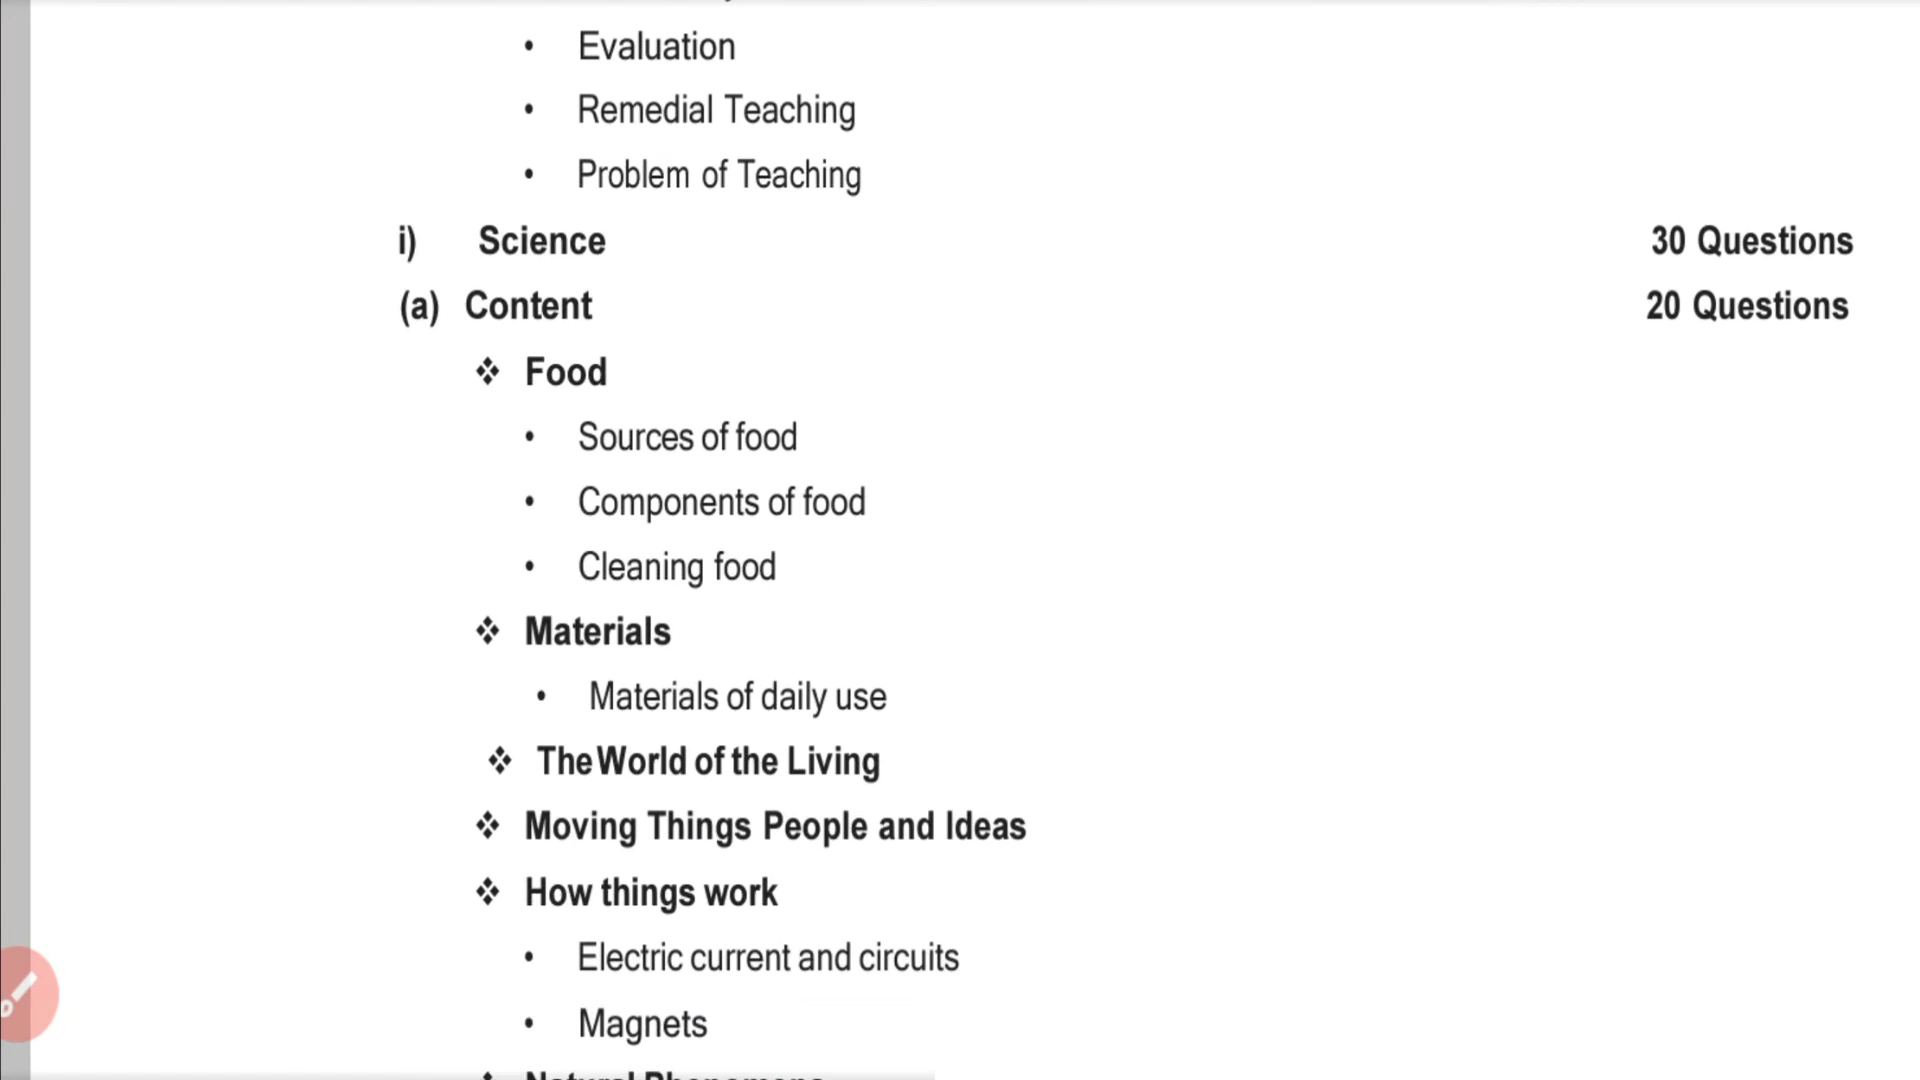 • Evaluation
• Remedial Teaching
• Problem of Teaching
i) Science 30 Questions
(a) Content 20 Questions
❖ Food
• Sources of food
• Components of food
• Cleaning food
❖ Materials
• Materials of daily use
❖ The World of the Living
❖ Moving Things People and Ideas
❖ How things work
• Electric current and circuits
• Magnets
❖ Natural Phenomena